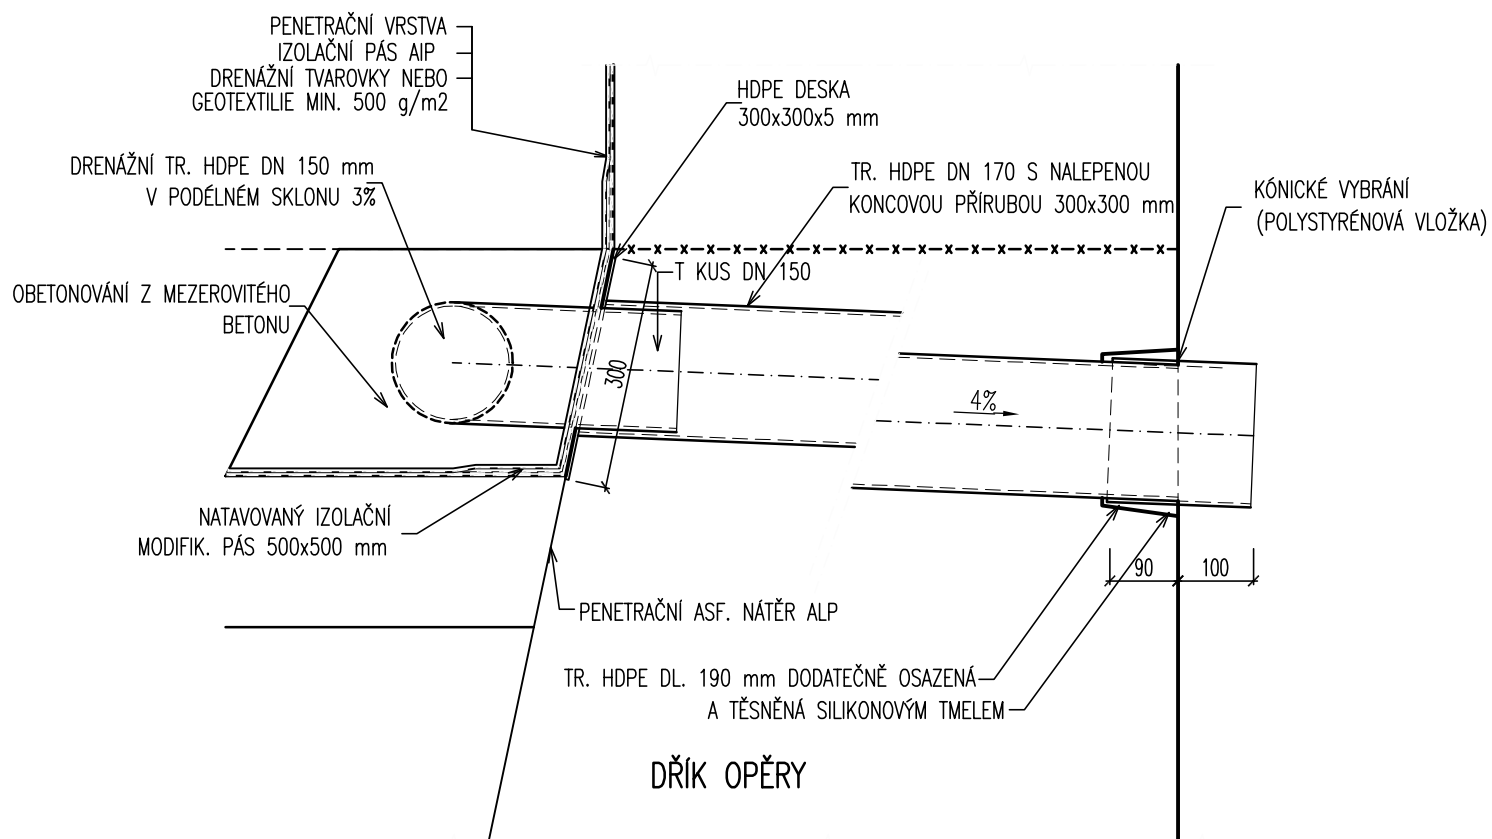 PENETRAČNÍ VRSTVA
IZOLAČNÍ PÁS AIP
DRENÁŽNÍ TVAROVKY NEBO
GEOTEXTILIE MIN. 500 g/m2
HDPE DESKA
300x300x5 mm
DRENÁŽNÍ TR. HDPE DN 150 mm
V PODÉLNÉM SKLONU 3%
TR. HDPE DN 170 S NALEPENOU
KONCOVOU PŘÍRUBOU 300x300 mm
KÓNICKÉ VYBRÁNÍ
(POLYSTYRÉNOVÁ VLOŽKA)
T KUS DN 150
OBETONOVÁNÍ Z MEZEROVITÉHO
BETONU
300
4%
NATAVOVANÝ IZOLAČNÍ
MODIFIK. PÁS 500x500 mm
90
100
PENETRAČNÍ ASF. NÁTĚR ALP
TR. HDPE DL. 190 mm DODATEČNĚ OSAZENÁ
A TĚSNĚNÁ SILIKONOVÝM TMELEM
DŘÍK OPĚRY